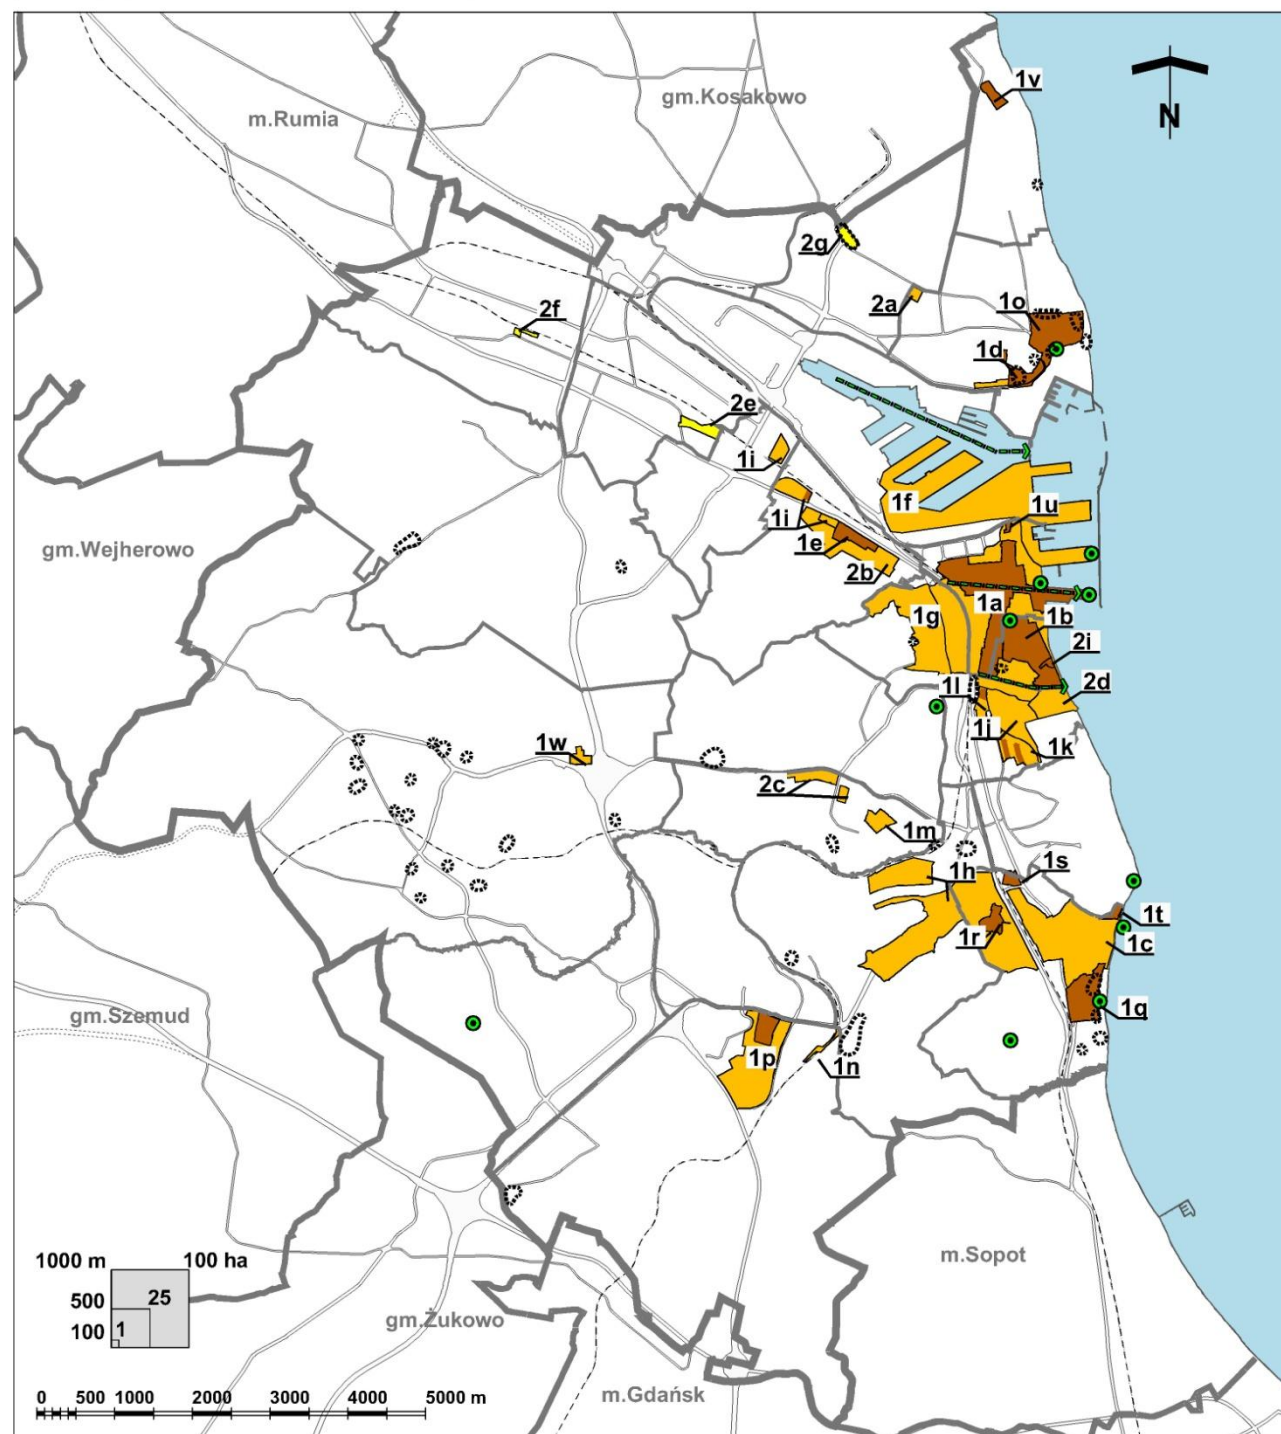 1v
gm.Kosakowo
m.Rumia
N
2g
2a
1o
2f
1d
2e
1i
1f
1i
1u
1e
gm.Wejherowo
2b
1a
1g
1b
2i
1l
2d
1j
1k
1w
2c
1m
1h
1s
1t
1r
1c
1q
gm.Szemud
1p
1n
m.Sopot
1000 m 100 ha
500 25
100 1
gm.Żukowo
m.Gdańsk
0 500 1000 2000 3000 4000 5000 m